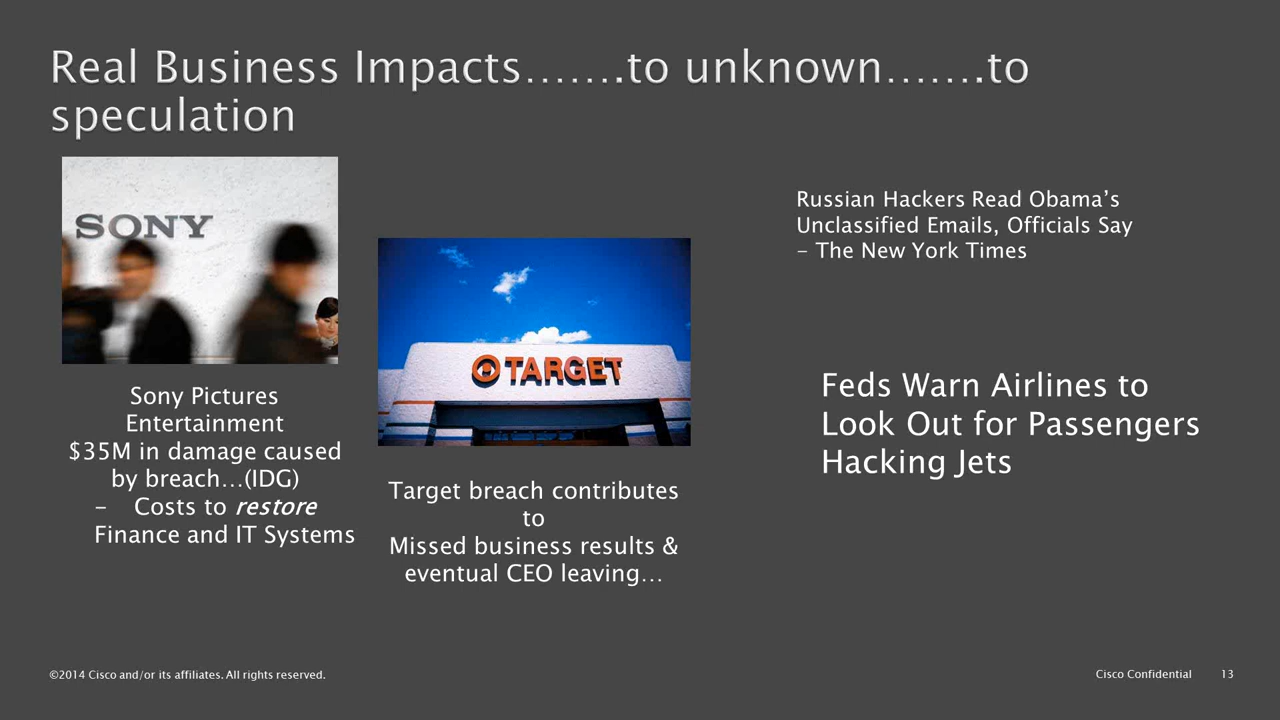 Real Business Impacts…….to unknown…….to
speculation
SONY
Sony Pictures
Entertainment
$35M in damage caused
by breach…(IDG)
– Costs to restore
Finance and IT Systems
TARGET
Target breach contributes
to
Missed business results &
eventual CEO leaving…
Russian Hackers Read Obama’s
Unclassified Emails, Officials Say
– The New York Times
Feds Warn Airlines to
Look Out for Passengers
Hacking Jets
©2014 Cisco and/or its affiliates. All rights reserved.
Cisco Confidential 13